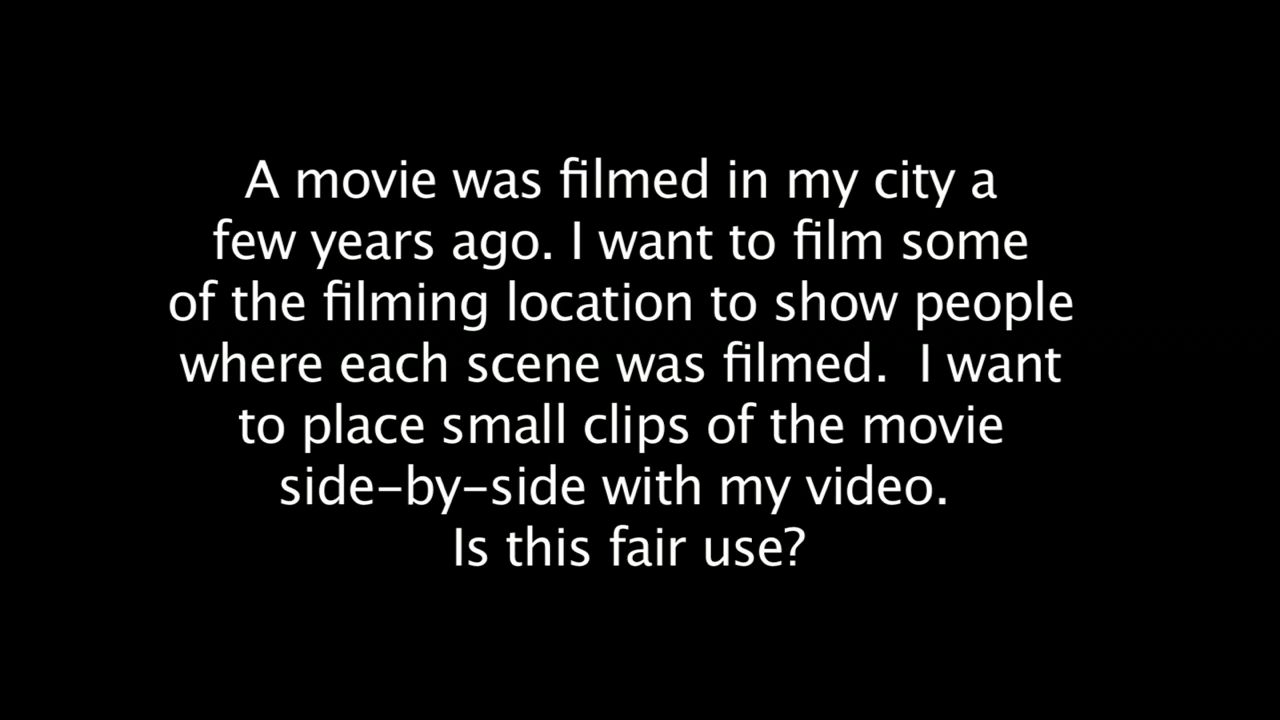 A movie was filmed in my city a
few years ago. I want to film some
of the filming location to show people
where each scene was filmed.  I want
to place small clips of the movie
side-by-side with my video.
Is this fair use?